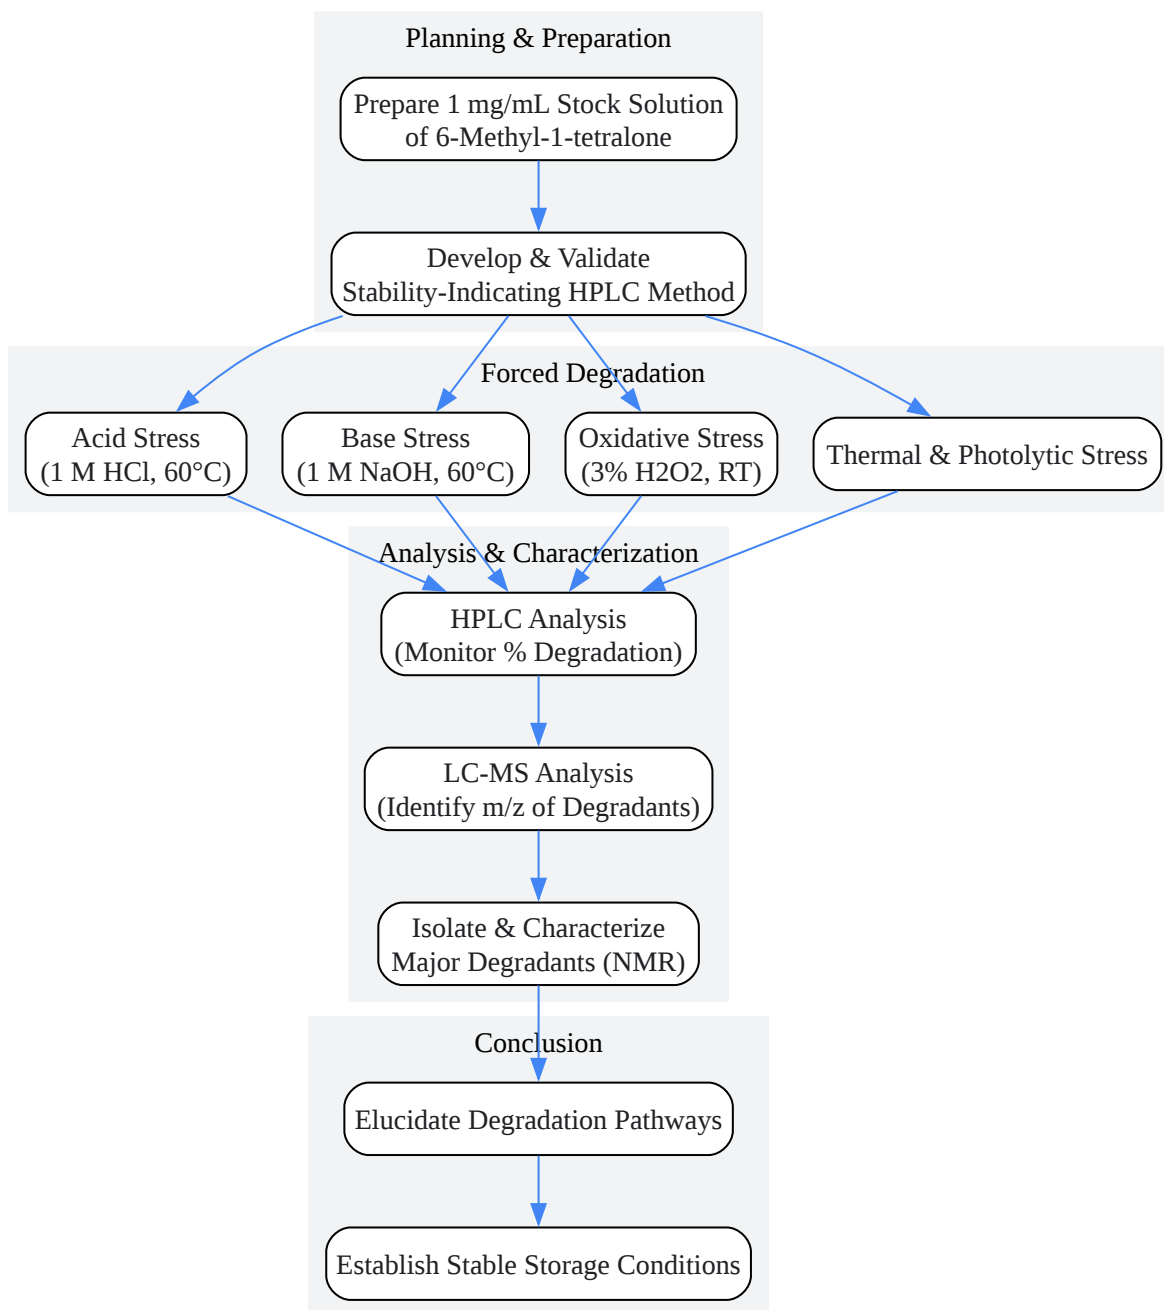 Planning & Preparation
Prepare 1 mg/mL Stock Solution
of 6-Methyl-1-tetralone
Develop & Validate
Stability-Indicating HPLC Method
Forced Degradation
Acid Stress
(1 M HCl, 60°C)
Base Stress
(1 M NaOH, 60°C)
Oxidative Stress
(3% H2O2, RT)
Thermal & Photolytic Stress
Analysis & Characterization
HPLC Analysis
(Monitor % Degradation)
LC-MS Analysis
(Identify m/z of Degradants)
Isolate & Characterize
Major Degradants (NMR)
Conclusion
Elucidate Degradation Pathways
Establish Stable Storage Conditions